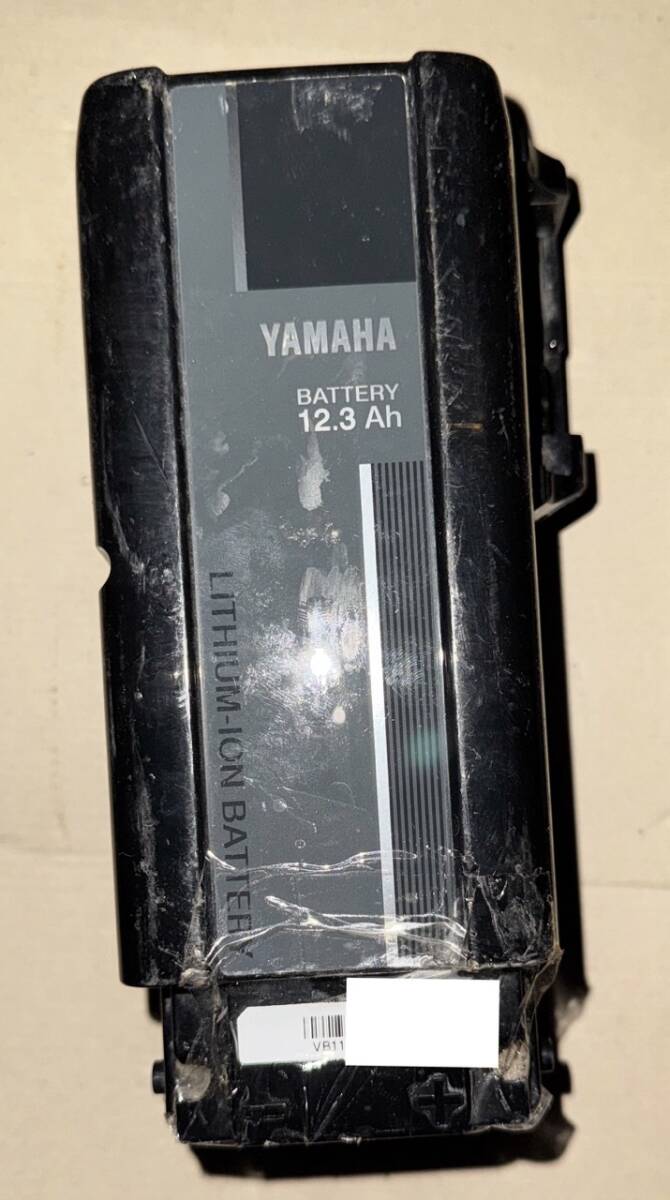 YAMAHA
BATTERY
12.3 Ah
LITHIUM-ION BATTERY
VB11